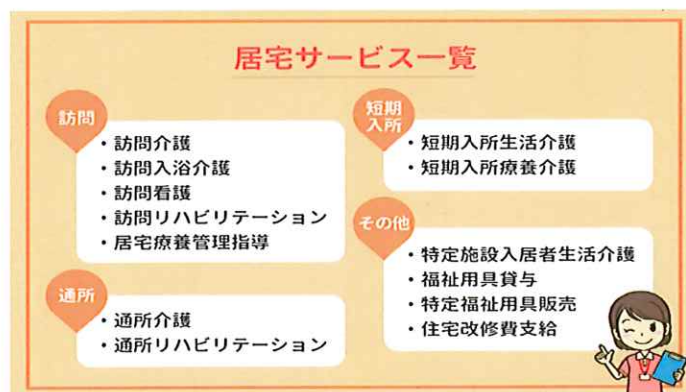 居宅サービス一覧
訪問
・訪問介護
・訪問入浴介護
・訪問看護
・訪問リハビリテーション
・居宅療養管理指導
通所
・通所介護
・通所リハビリテーション
短期
入所
・短期入所生活介護
・短期入所療養介護
その他
・特定施設入居者生活介護
・福祉用具貸与
・特定福祉用具販売
・住宅改修費支給